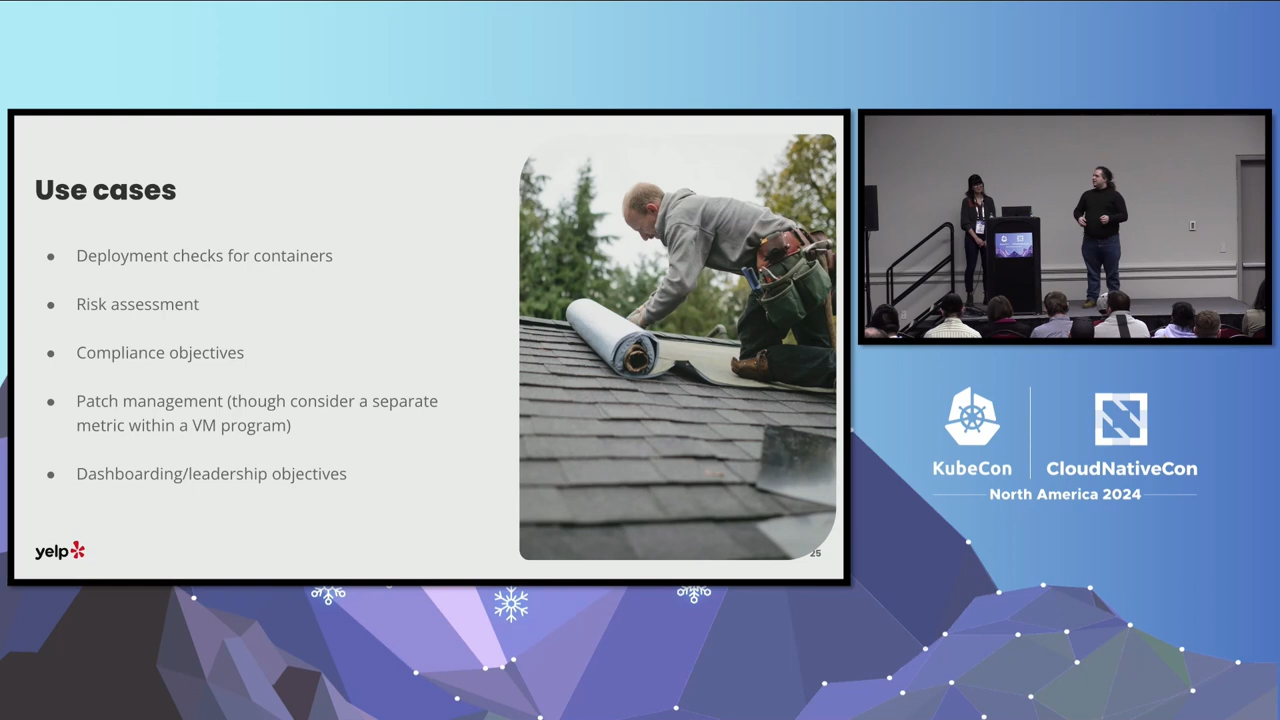 Use cases
● Deployment checks for containers
● Risk assessment
● Compliance objectives
● Patch management (though consider a separate
metric within a VM program)
● Dashboarding/leadership objectives
yelp
25
KubeCon
CloudNativeCon
North America 2024